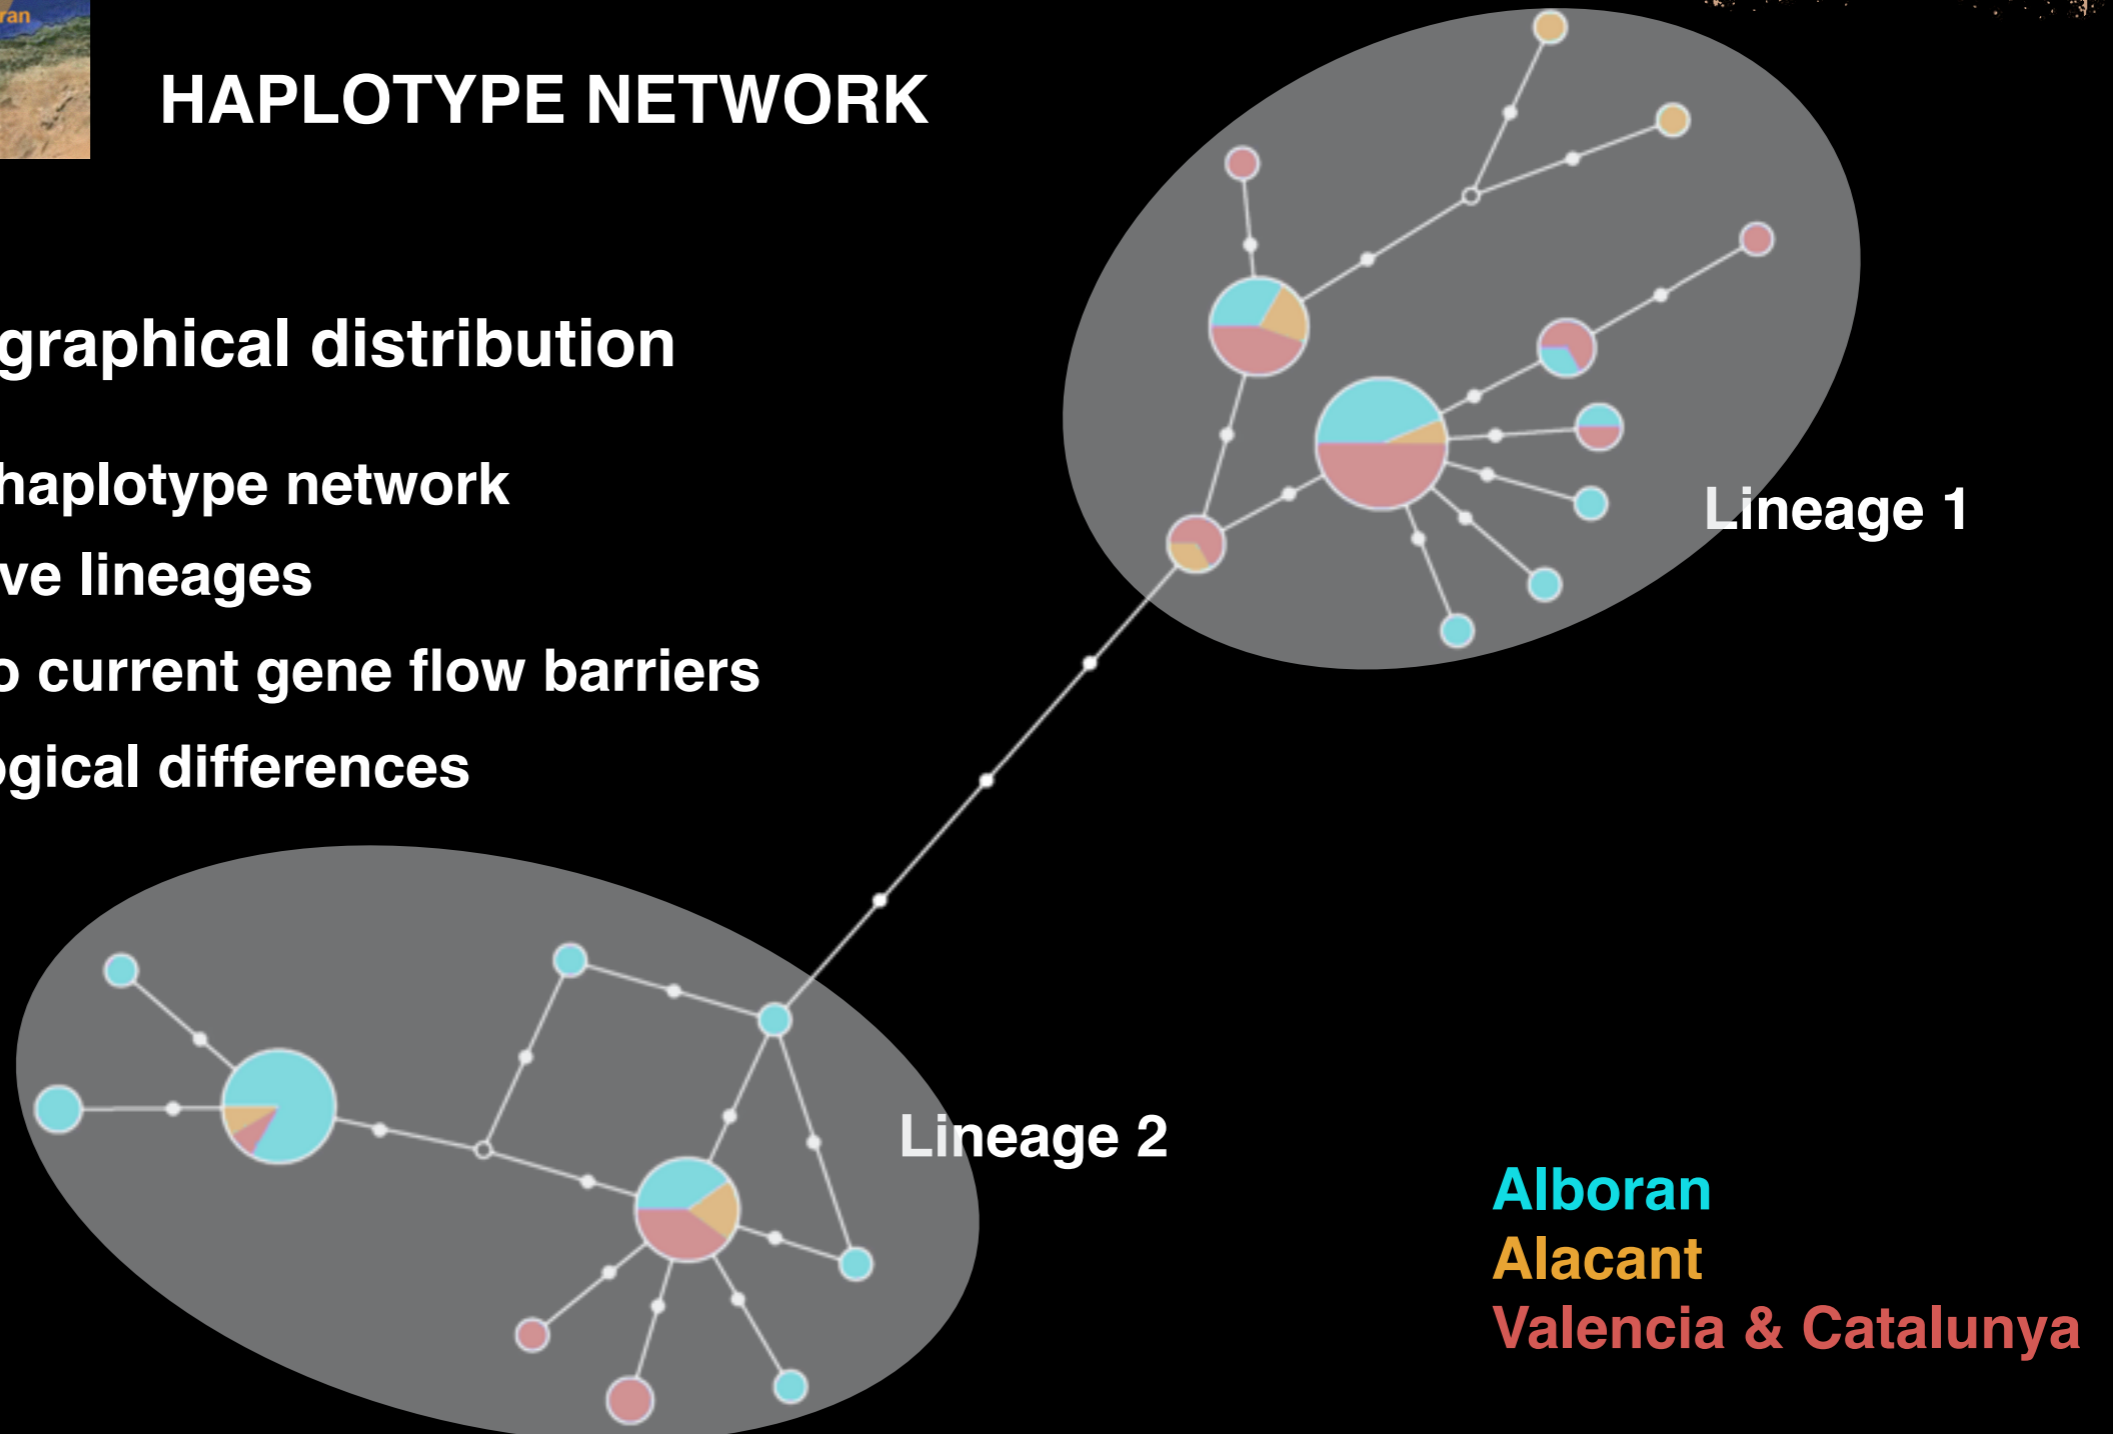 ran
HAPLOTYPE NETWORK
graphical distribution
haplotype network
ve lineages
o current gene flow barriers
ogical differences
Lineage 1
Lineage 2
Alboran
Alacant
Valencia & Catalunya